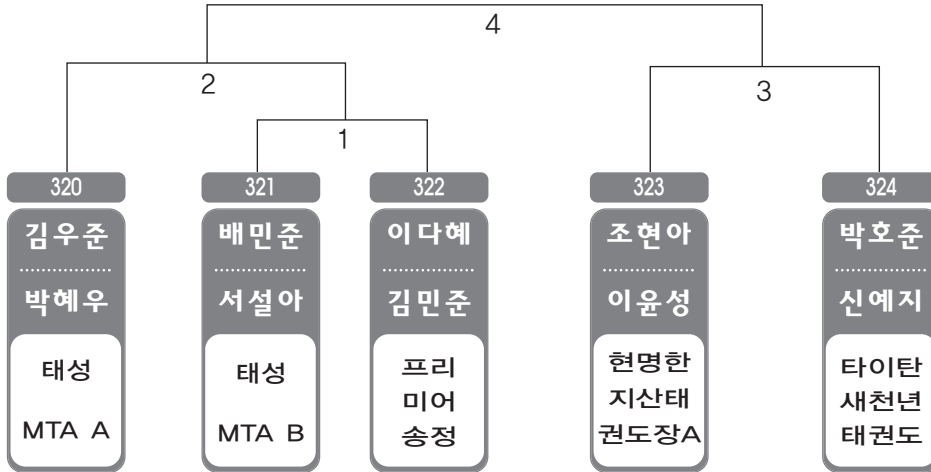 4
2
3
1
320
321
322
323
324
김우준
배민준
이다혜
조현아
박호준
박혜우
서설아
김민준
이윤성
신예지
태성
MTA A
태성
MTA B
프리
미어
송정
현명한
지산태
권도장A
타이탄
새천년
태권도